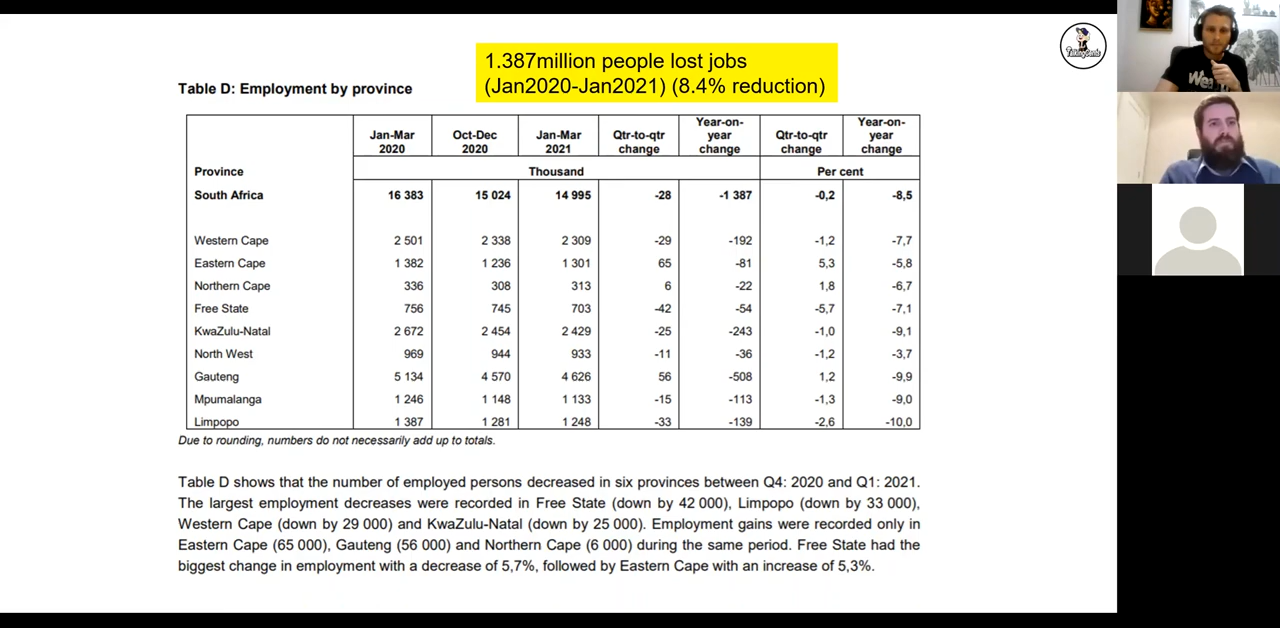 1.387million people lost jobs
(Jan2020-Jan2021) (8.4% reduction)
TalkingCents
Table D: Employment by province
Province Jan-Mar 2020 Oct-Dec 2020 Jan-Mar 2021 Qtr-to-qtr change Year-on-year change Qtr-to-qtr change Year-on-year change
Thousand Per cent
South Africa 16 383 15 024 14 995 -28 -1 387 -0,2 -8,5
Western Cape 2 501 2 338 2 309 -29 -192 -1,2 -7,7
Eastern Cape 1 382 1 236 1 301 65 -81 5,3 -5,8
Northern Cape 336 308 313 6 -22 1,8 -6,7
Free State 756 745 703 -42 -54 -5,7 -7,1
KwaZulu-Natal 2 672 2 454 2 429 -25 -243 -1,0 -9,1
North West 969 944 933 -11 -36 -1,2 -3,7
Gauteng 5 134 4 570 4 626 56 -508 1,2 -9,9
Mpumalanga 1 246 1 148 1 133 -15 -113 -1,3 -9,0
Limpopo 1 387 1 281 1 248 -33 -139 -2,6 -10,0
Due to rounding, numbers do not necessarily add up to totals.
Table D shows that the number of employed persons decreased in six provinces between Q4: 2020 and Q1: 2021.
The largest employment decreases were recorded in Free State (down by 42 000), Limpopo (down by 33 000),
Western Cape (down by 29 000) and KwaZulu-Natal (down by 25 000). Employment gains were recorded only in
Eastern Cape (65 000), Gauteng (56 000) and Northern Cape (6 000) during the same period. Free State had the
biggest change in employment with a decrease of 5,7%, followed by Eastern Cape with an increase of 5,3%.